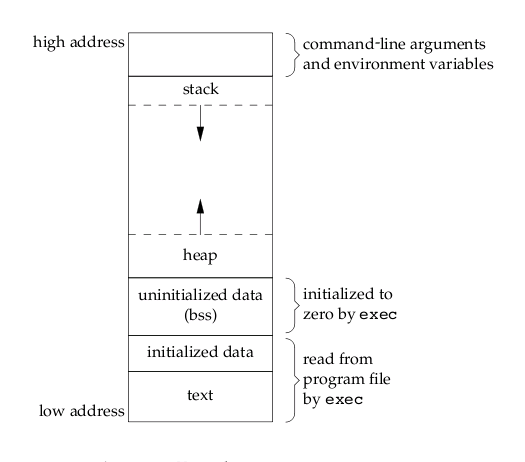 high address
command-line arguments
and environment variables
stack
heap
uninitialized data
(bss)
initialized to
zero by exec
initialized data
read from
program file
by exec
text
low address